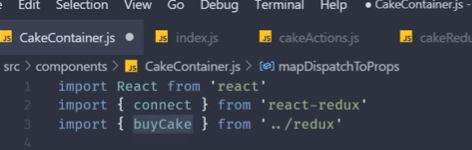 Edit Selection View Go Debug Terminal Help ● CakeContainer.js -
JS CakeContainer.js ● JS index.js JS cakeActions.js JS cakeRedu
src > components > JS CakeContainer.js > mapDispatchToProps
1 import React from 'react'
2 import { connect } from 'react-redux'
3 import { buyCake } from '../redux'
4